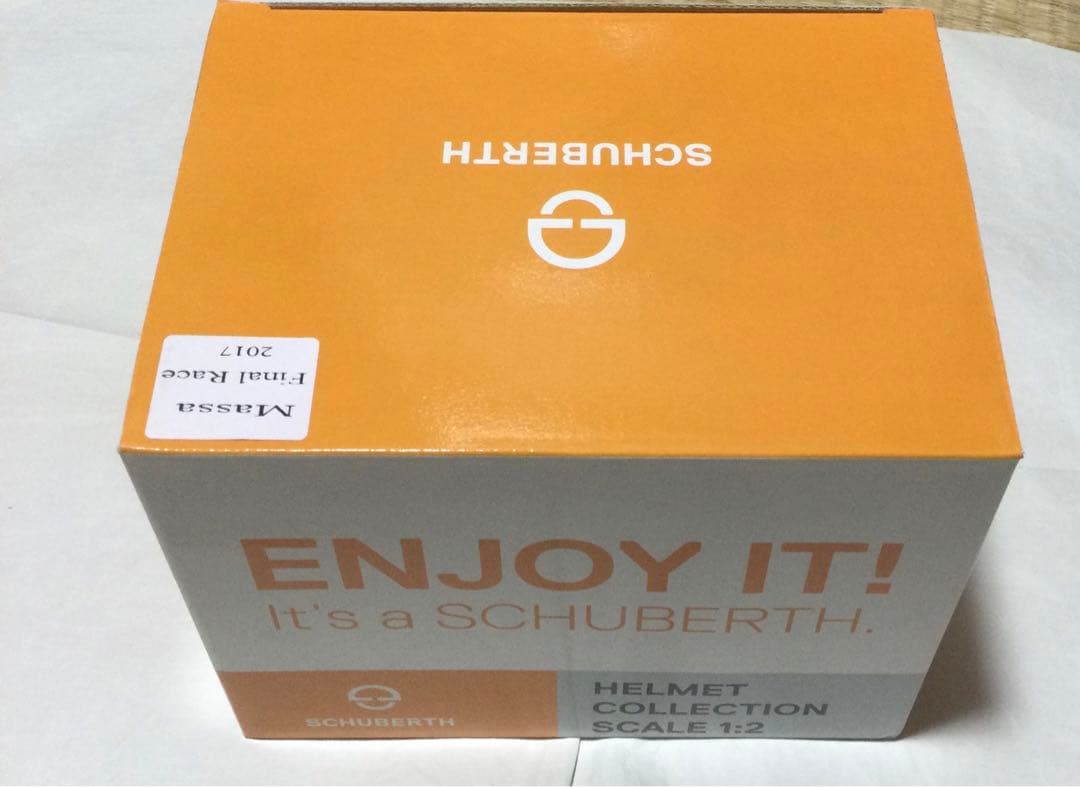 SCHUBERTH
Massa
Final Race
2017
ENJOY IT!
It's a SCHUBERTH.
SCHUBERTH
HELMET
COLLECTION
SCALE 1:2